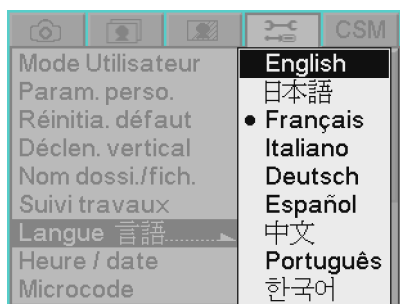 CSM
Mode Utilisateur
Param. perso.
Réinitia. défaut
Déclen. vertical
Nom dossi./fich.
Suivi travaux
Langue 言語..........
Heure / date
Microcode
English
日本語
• Français
Italiano
Deutsch
Español
中文
Português
한국어